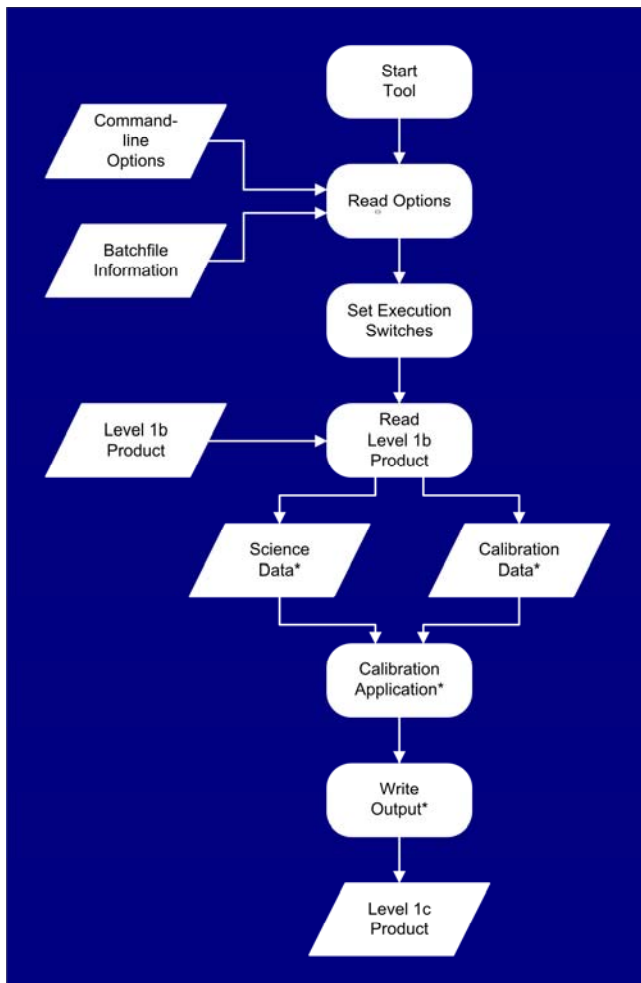 Start
Tool
Command-
line
Options
Read Options
Batchfile
Information
Set Execution
Switches
Level 1b
Product
Read
Level 1b
Product
Science
Data*
Calibration
Data*
Calibration
Application*
Write
Output*
Level 1c
Product